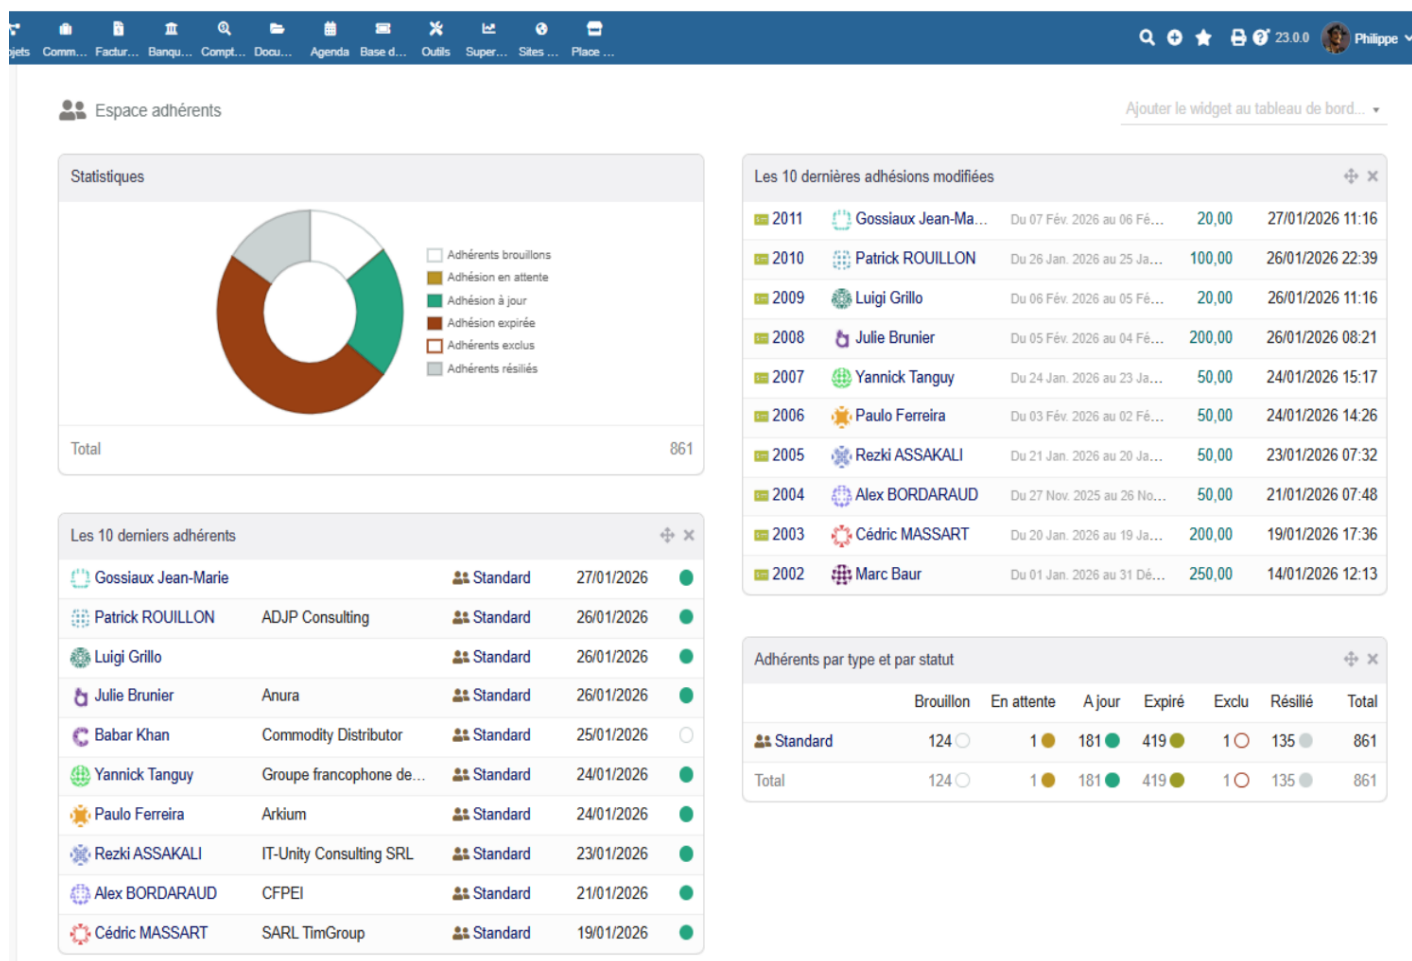 ojets Comm... Factur... Banqu... Compt... Docu... Agenda Base d... Outils Super... Sites ... Place ... 23.0.0 Philippe
Espace adhérents
Ajouter le widget au tableau de bord...
Statistiques
Adhérents brouillons
Adhésion en attente
Adhésion à jour
Adhésion expirée
Adhérents exclus
Adhérents résiliés
Total 861
Les 10 derniers adhérents
Gossiaux Jean-Marie Standard 27/01/2026
Patrick ROUILLON ADJP Consulting Standard 26/01/2026
Luigi Grillo Standard 26/01/2026
Julie Brunier Anura Standard 26/01/2026
Babar Khan Commodity Distributor Standard 25/01/2026
Yannick Tanguy Groupe francophone de... Standard 24/01/2026
Paulo Ferreira Arkium Standard 24/01/2026
Rezki ASSAKALI IT-Unity Consulting SRL Standard 23/01/2026
Alex BORDARAUD CFPEI Standard 21/01/2026
Cédric MASSART SARL TimGroup Standard 19/01/2026
Les 10 dernières adhésions modifiées
2011 Gossiaux Jean-Ma... Du 07 Fév. 2026 au 06 Fé... 20,00 27/01/2026 11:16
2010 Patrick ROUILLON Du 26 Jan. 2026 au 25 Ja... 100,00 26/01/2026 22:39
2009 Luigi Grillo Du 06 Fév. 2026 au 05 Fé... 20,00 26/01/2026 11:16
2008 Julie Brunier Du 05 Fév. 2026 au 04 Fé... 200,00 26/01/2026 08:21
2007 Yannick Tanguy Du 24 Jan. 2026 au 23 Ja... 50,00 24/01/2026 15:17
2006 Paulo Ferreira Du 03 Fév. 2026 au 02 Fé... 50,00 24/01/2026 14:26
2005 Rezki ASSAKALI Du 21 Jan. 2026 au 20 Ja... 50,00 23/01/2026 07:32
2004 Alex BORDARAUD Du 27 Nov. 2025 au 26 No... 50,00 21/01/2026 07:48
2003 Cédric MASSART Du 20 Jan. 2026 au 19 Ja... 200,00 19/01/2026 17:36
2002 Marc Baur Du 01 Jan. 2026 au 31 Dé... 250,00 14/01/2026 12:13
Adhérents par type et par statut
Brouillon En attente A jour Expiré Exclu Résilié Total
Standard 124 1 181 419 1 135 861
Total 124 1 181 419 1 135 861